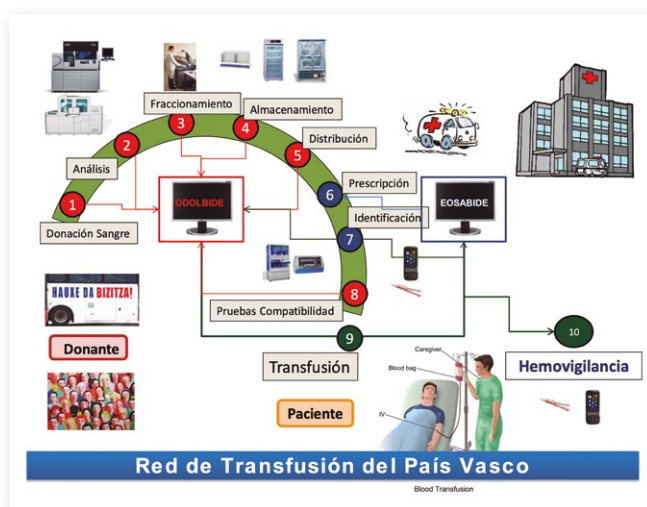 Fraccionamiento
3
Almacenamiento
4
Distribución
5
Análisis
2
Prescripción
6
ODOLBIDE
EOSABIDE
1
Identificación
Donación Sangre
7
HAUXE DA BIZITZA!
8
Pruebas Compatibilidad
9
10
Donante
Transfusión
Hemovigilancia
Caregiver
Blood bag
IV
Paciente
Red de Transfusión del País Vasco
Blood Transfusion